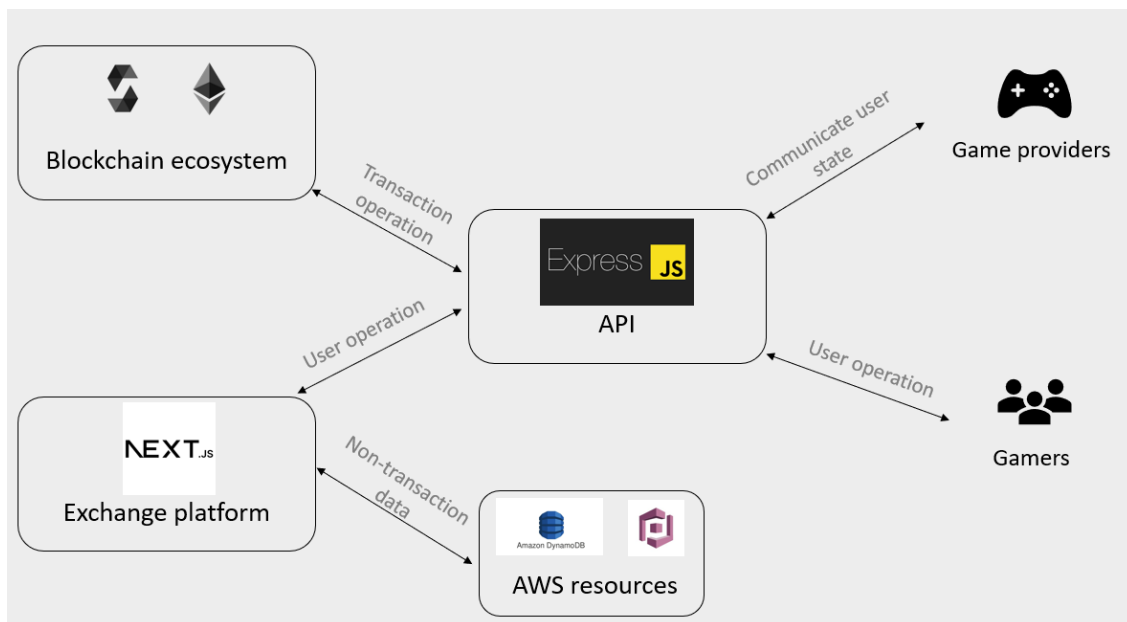 Blockchain ecosystem
Transaction
operation
Communicate user
state
Game providers
Express JS
API
User operation
User operation
Gamers
NEXT.JS
Exchange platform
Non-transaction
data
Amazon DynamoDB
AWS resources